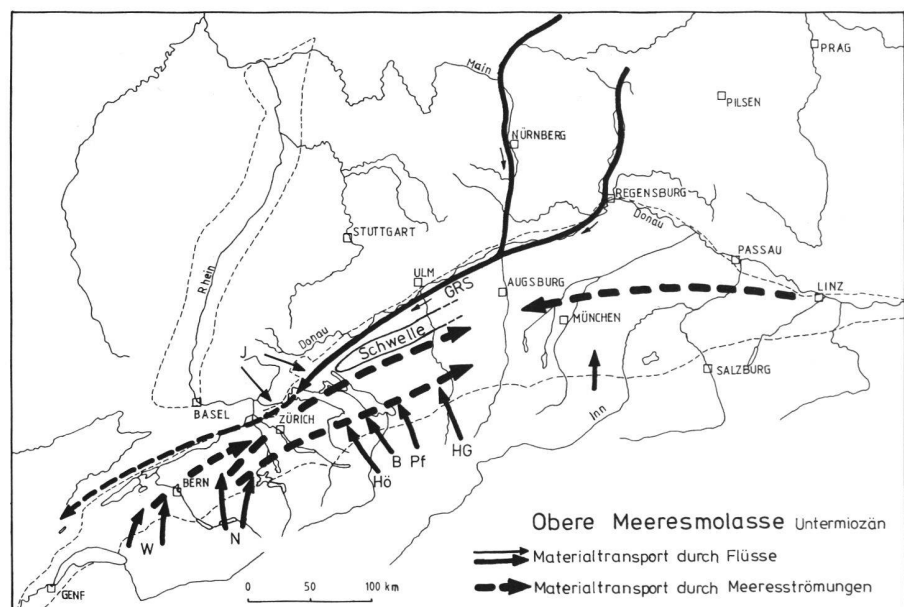 PRAG
Main
PILSEN
NÜRNBERG
REGENSBURG
Donau
STUTTGART
PASSAU
Rhein
ULM
GRS
AUGSBURG
LINZ
MÜNCHEN
Donau
Schwelle
J
SALZBURG
BASEL
ZÜRICH
Inn
HG
Pf
B
Hö
BERN
W
N
GENF
0 50 100 km
Obere Meeresmolasse Untermiozän
Materialtransport durch Flüsse
Materialtransport durch Meeresströmungen